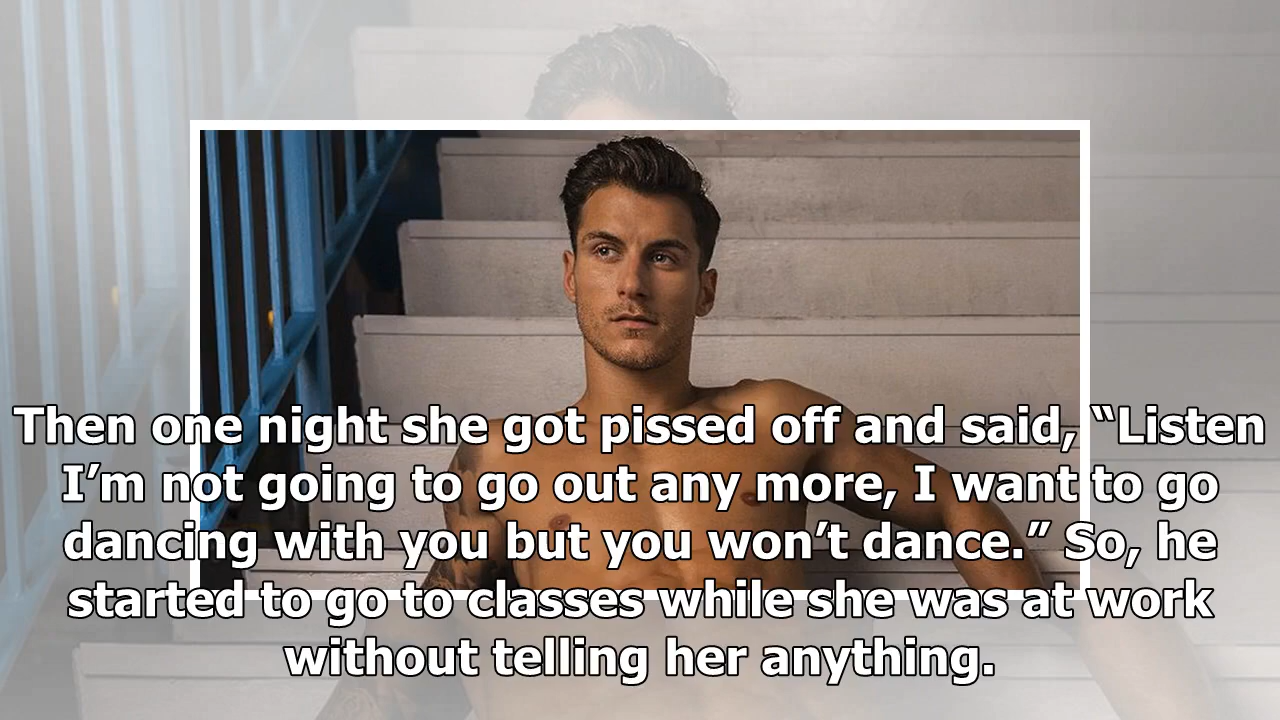 Then one night she got pissed off and said, “Listen
I’m not going to go out any more, I want to go
dancing with you but you won’t dance.” So, he
started to go to classes while she was at work
without telling her anything.